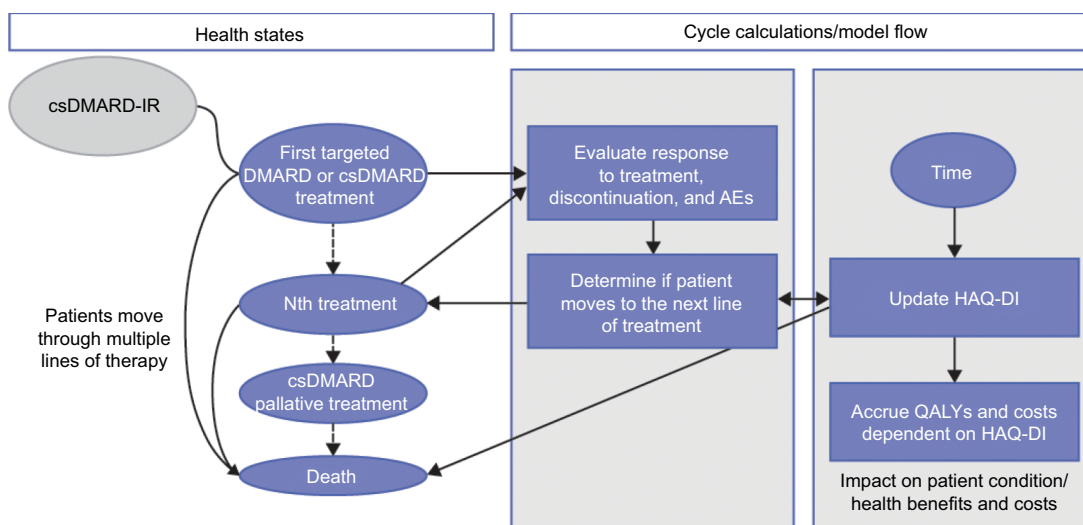 Health states
Cycle calculations/model flow
csDMARD-IR
First targeted
DMARD or csDMARD
treatment
Nth treatment
csDMARD
pallative treatment
Death
Patients move
through multiple
lines of therapy
Evaluate response
to treatment,
discontinuation, and AEs
Determine if patient
moves to the next line
of treatment
Time
Update HAQ-DI
Accrue QALYs and costs
dependent on HAQ-DI
Impact on patient condition/
health benefits and costs